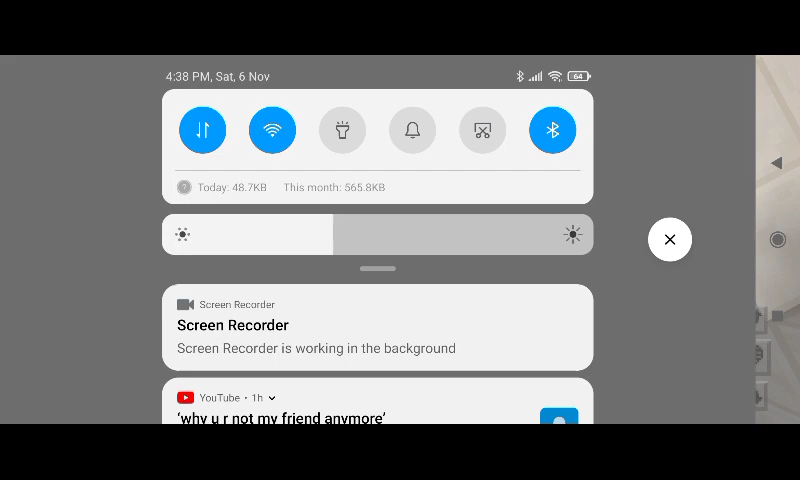 4:38 PM, Sat, 6 Nov
64
Today: 48.7KB This month: 565.8KB
Screen Recorder
Screen Recorder
Screen Recorder is working in the background
YouTube • 1h
‘why u r not my friend anymore’